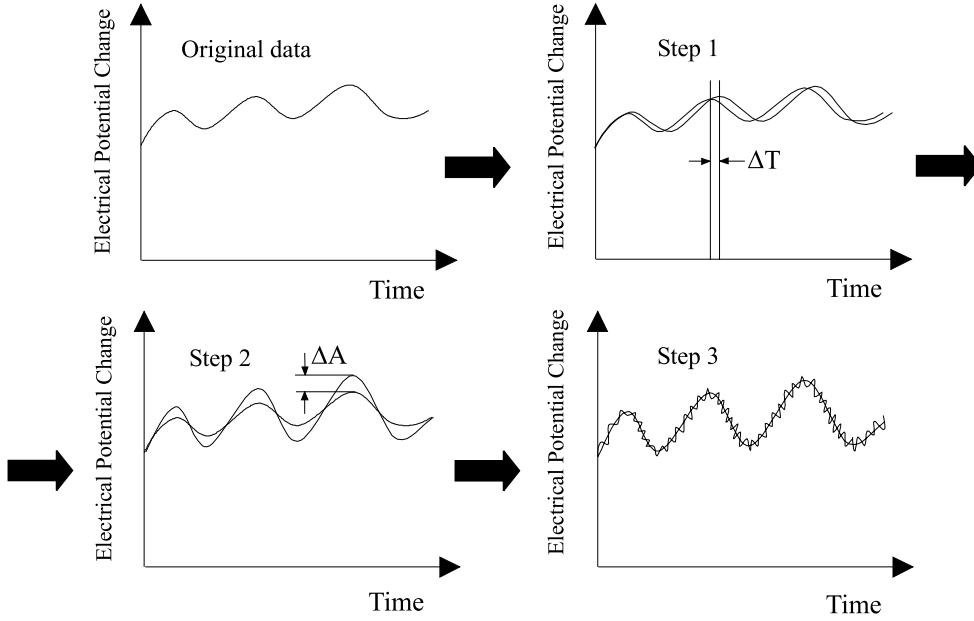 Electrical Potential Change
Original data
Time
Electrical Potential Change
Step 1
ΔT
Time
Electrical Potential Change
Step 2
ΔA
Time
Electrical Potential Change
Step 3
Time